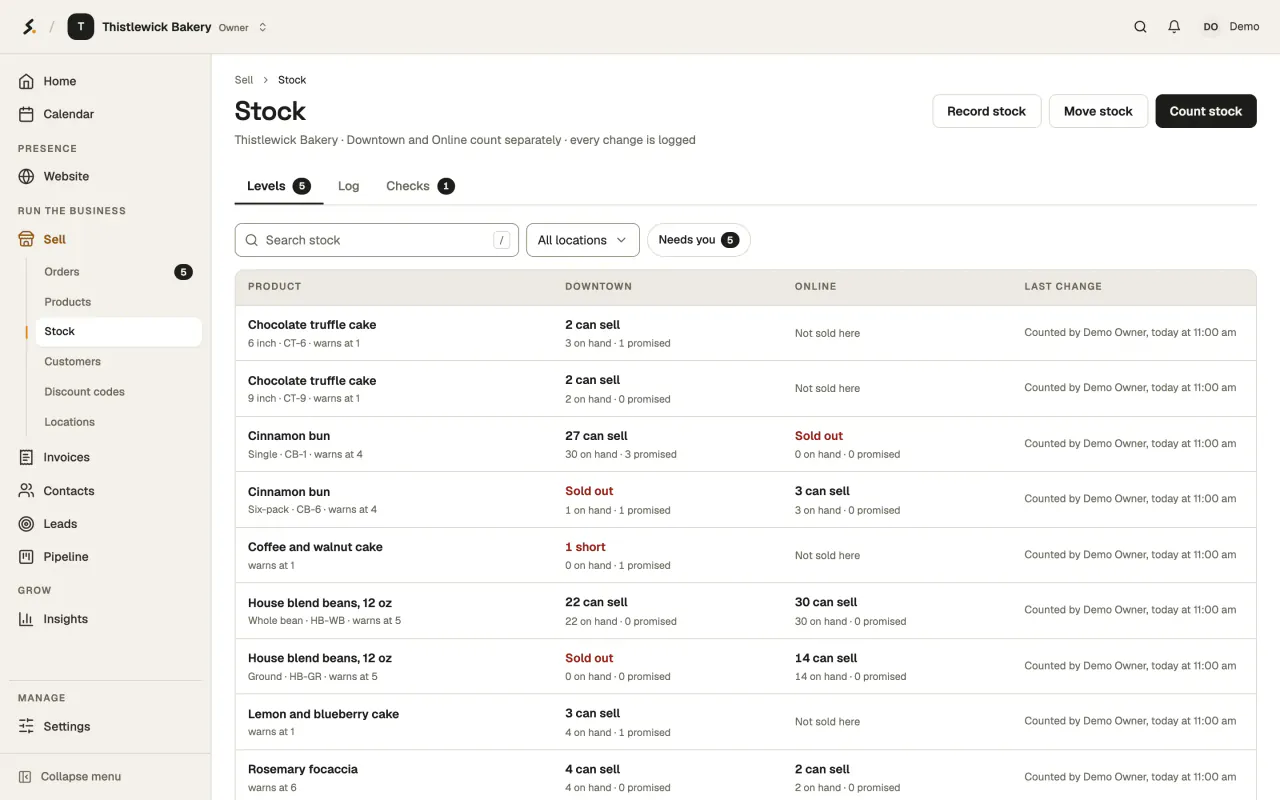 T Thistlewick Bakery Owner
DO Demo
Home
Calendar
PRESENCE
Website
RUN THE BUSINESS
Sell
Orders 5
Products
Stock
Customers
Discount codes
Locations
Invoices
Contacts
Leads
Pipeline
GROW
Insights
MANAGE
Settings
Collapse menu
Sell > Stock
Stock
Thistlewick Bakery · Downtown and Online count separately · every change is logged
Record stock Move stock Count stock
Levels 5 Log Checks 1
Search stock / All locations Needs you 5
PRODUCT DOWNTOWN ONLINE LAST CHANGE
Chocolate truffle cake 2 can sell Not sold here Counted by Demo Owner, today at 11:00 am
6 inch · CT-6 · warns at 1 3 on hand · 1 promised
Chocolate truffle cake 2 can sell Not sold here Counted by Demo Owner, today at 11:00 am
9 inch · CT-9 · warns at 1 2 on hand · 0 promised
Cinnamon bun 27 can sell Sold out Counted by Demo Owner, today at 11:00 am
Single · CB-1 · warns at 4 30 on hand · 3 promised 0 on hand · 0 promised
Cinnamon bun Sold out 3 can sell Counted by Demo Owner, today at 11:00 am
Six-pack · CB-6 · warns at 4 1 on hand · 1 promised 3 on hand · 0 promised
Coffee and walnut cake 1 short Not sold here Counted by Demo Owner, today at 11:00 am
warns at 1 0 on hand · 1 promised
House blend beans, 12 oz 22 can sell 30 can sell Counted by Demo Owner, today at 11:00 am
Whole bean · HB-WB · warns at 5 22 on hand · 0 promised 30 on hand · 0 promised
House blend beans, 12 oz Sold out 14 can sell Counted by Demo Owner, today at 11:00 am
Ground · HB-GR · warns at 5 0 on hand · 0 promised 14 on hand · 0 promised
Lemon and blueberry cake 3 can sell Not sold here Counted by Demo Owner, today at 11:00 am
warns at 1 4 on hand · 1 promised
Rosemary focaccia 4 can sell 2 can sell Counted by Demo Owner, today at 11:00 am
warns at 6 4 on hand · 0 promised 2 on hand · 0 promised